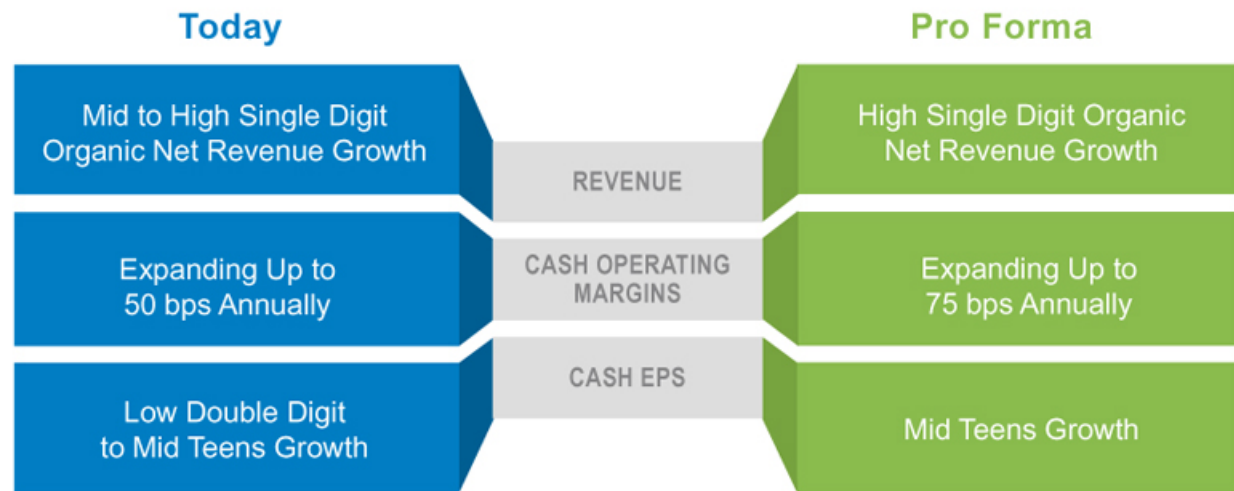 Today
Pro Forma
Mid to High Single Digit
Organic Net Revenue Growth
REVENUE
High Single Digit Organic
Net Revenue Growth
Expanding Up to
50 bps Annually
CASH OPERATING
MARGINS
Expanding Up to
75 bps Annually
Low Double Digit
to Mid Teens Growth
CASH EPS
Mid Teens Growth